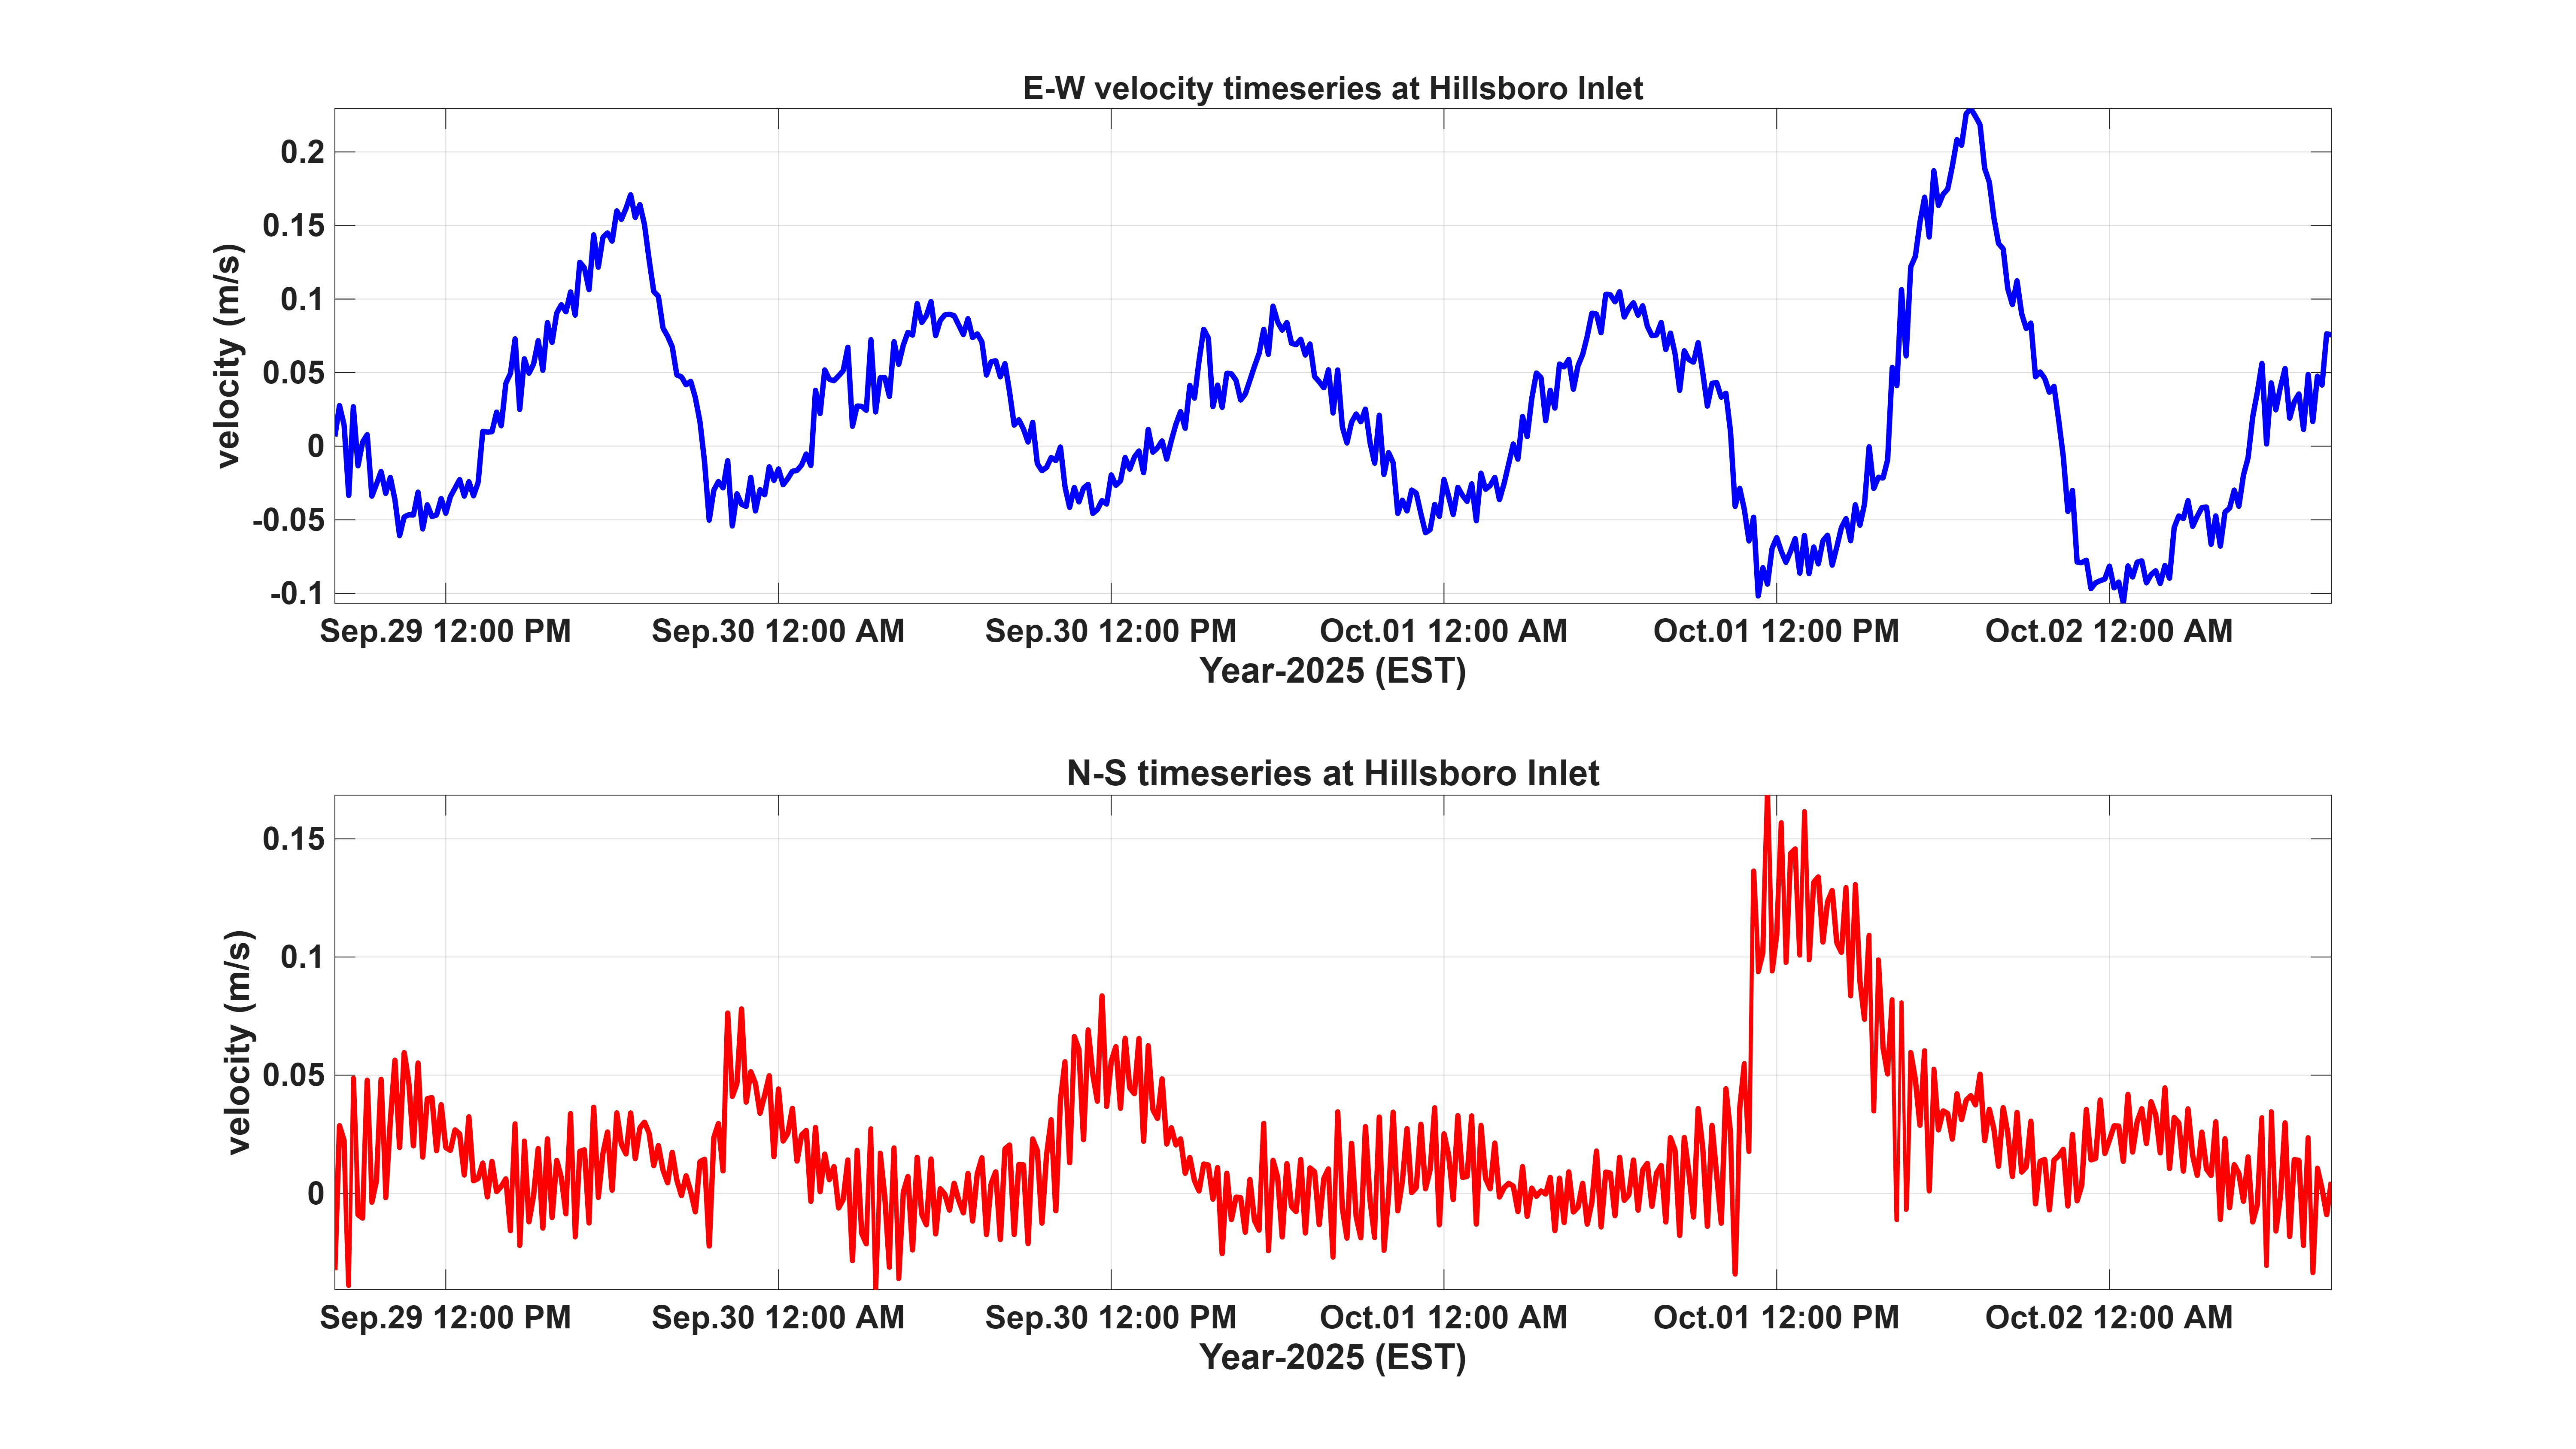 E-W velocity timeseries at Hillsboro Inlet
velocity (m/s)
0.2
0.15
0.1
0.05
0
-0.05
-0.1
Sep.29 12:00 PM
Sep.30 12:00 AM
Sep.30 12:00 PM
Oct.01 12:00 AM
Oct.01 12:00 PM
Oct.02 12:00 AM
Year-2025 (EST)
N-S timeseries at Hillsboro Inlet
velocity (m/s)
0.15
0.1
0.05
0
Sep.29 12:00 PM
Sep.30 12:00 AM
Sep.30 12:00 PM
Oct.01 12:00 AM
Oct.01 12:00 PM
Oct.02 12:00 AM
Year-2025 (EST)